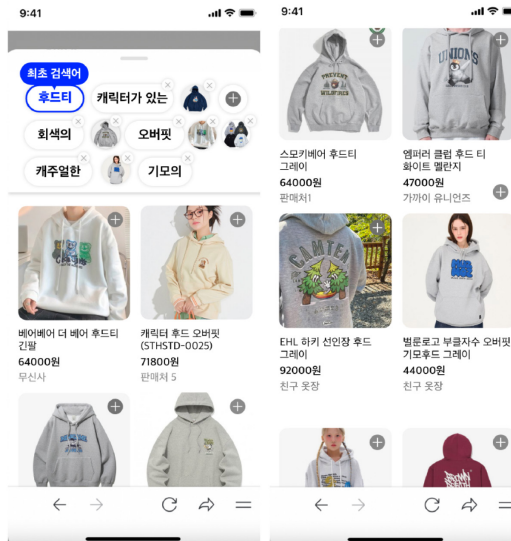 9:41
최초 검색어
후드티
캐릭터가 있는
회색의
오버핏
캐주얼한
기모의
베어베어 더 베어 후드티
긴팔
64000원
무신사
캐릭터 후드 오버핏
(STHSTD-0025)
71800원
판매처 5
9:41
PREVENT
WILDFIRES
UNIONS
스모키베어 후드티
그레이
64000원
판매처1
엠퍼러 클럽 후드 티
화이트 멜란지
47000원
가까이 유니언즈
CAMTEA
EHL 하키 선인장 후드
그레이
92000원
친구 옷장
벌룬로고 부클자수 오버핏
기모후드 그레이
44000원
친구 옷장